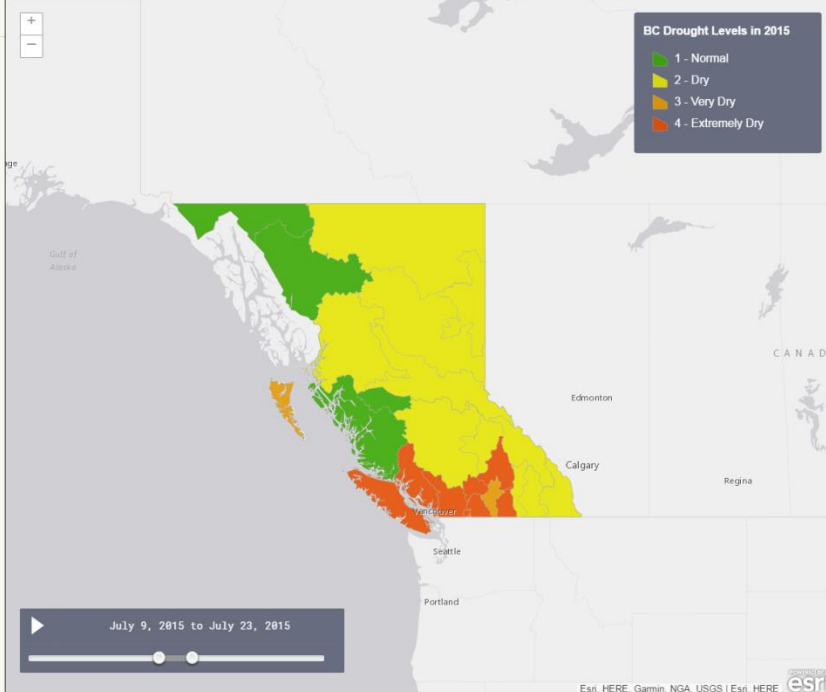 +
−
BC Drought Levels in 2015
1 - Normal
2 - Dry
3 - Very Dry
4 - Extremely Dry
age
Gulf of
Alaska
CANAD
Edmonton
Calgary
Regina
Vancouver
Seattle
Portland
July 9, 2015 to July 23, 2015
Esri, HERE, Garmin, NGA, USGS | Esri, HERE
POWERED BY
esri